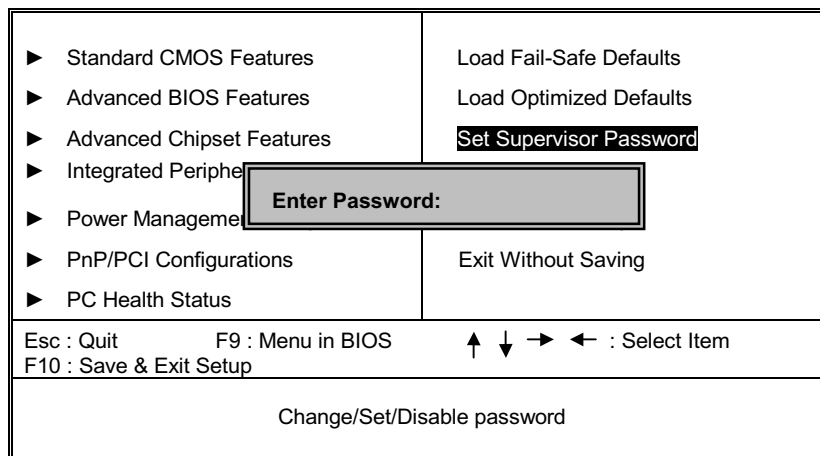 ► Standard CMOS Features
► Advanced BIOS Features
► Advanced Chipset Features
► Integrated
► Power
► PnP/PCI Configurations
► PC Health Status
Load Fail-Safe Defaults
Load Optimized Defaults
Set Supervisor Password
Exit Without Saving
Enter Password:
Esc : Quit F9 : Menu in BIOS ↑ ↓ → ← : Select Item
F10 : Save & Exit Setup
Change/Set/Disable password